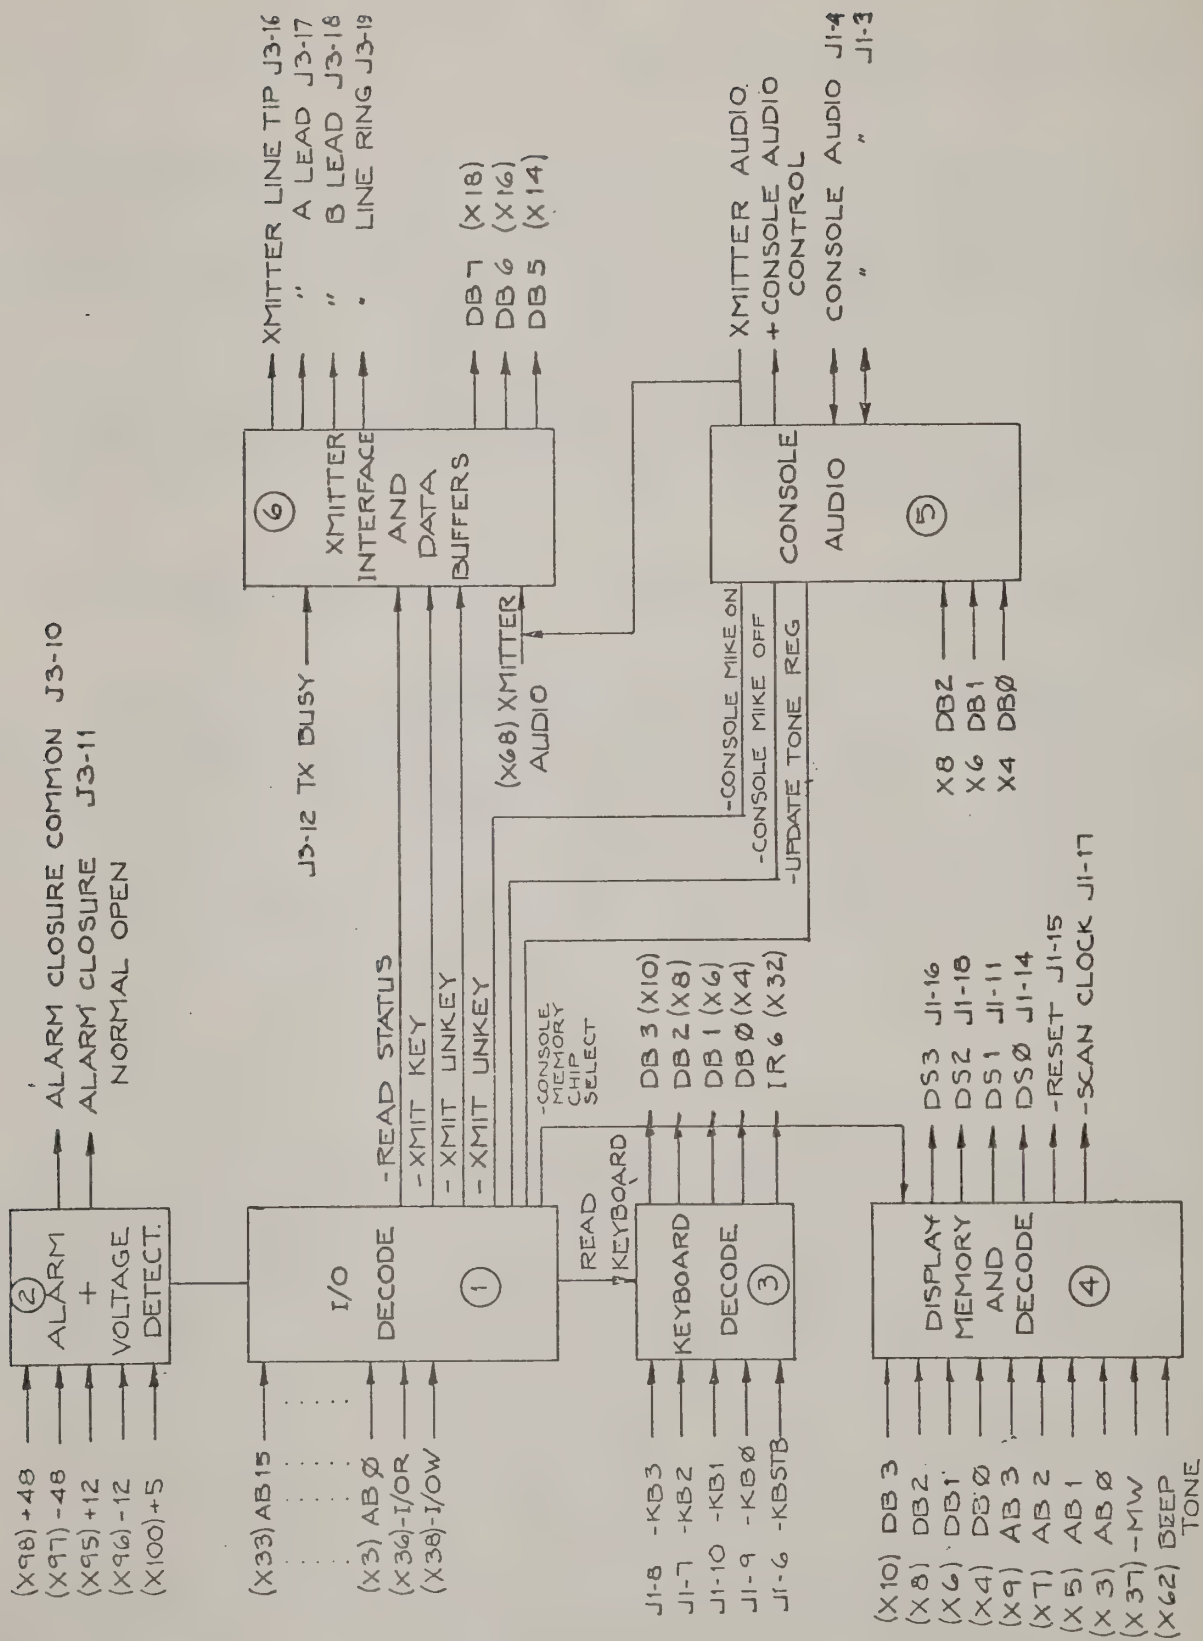 (X98) +48
(X97) -48
(X95) +12
(X96) -12
(X100) +5
②
ALARM
+
VOLTAGE
DETECT.
ALARM CLOSURE COMMON J3-10
ALARM CLOSURE J3-11
NORMAL OPEN
(X33) AB15
(X3) ABØ
(X36) -I/OR
(X38) -I/OW
I/O
DECODE
①
-READ STATUS
-XMIT KEY
-XMIT UNKEY
-XMIT UNKEY
-CONSOLE
MEMORY
CHIP
SELECT
READ
KEYBOARD
J3-12 TX BUSY
(X68) XMITTER
AUDIO
⑥
XMITTER
INTERFACE
AND
DATA
BUFFERS
XMITTER LINE TIP J3-16
" A LEAD J3-17
" B LEAD J3-18
" LINE RING J3-19
DB7 (X18)
DB6 (X16)
DB5 (X14)
J1-8 -KB3
J1-7 -KB2
J1-10 -KB1
J1-9 -KBØ
J1-6 -KBSTB
KEYBOARD
DECODE
③
DB3 (X10)
DB2 (X8)
DB1 (X6)
DBØ (X4)
IR6 (X32)
-CONSOLE MIKE ON
-CONSOLE MIKE OFF
-UPDATE TONE REG
X8 DB2
X6 DB1
X4 DBØ
CONSOLE
AUDIO
⑤
XMITTER AUDIO.
+CONSOLE AUDIO
CONTROL
CONSOLE AUDIO J1-4
" " J1-3
(X10) DB3
(X8) DB2
(X6) DB1
(X4) DBØ
(X9) AB3
(X7) AB2
(X5) AB1
(X3) ABØ
(X37) -MW
(X62) BEEP
TONE
DISPLAY
MEMORY
AND
DECODE
④
DS3 J1-16
DS2 J1-18
DS1 J1-11
DSØ J1-14
-RESET J1-15
-SCAN CLOCK J1-17